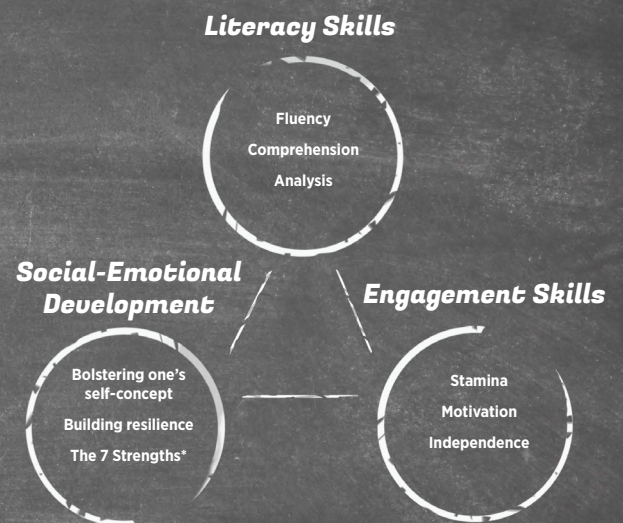 Literacy Skills
Fluency
Comprehension
Analysis
Social-Emotional
Development
Bolstering one's
self-concept
Building resilience
The 7 Strengths*
Engagement Skills
Stamina
Motivation
Independence